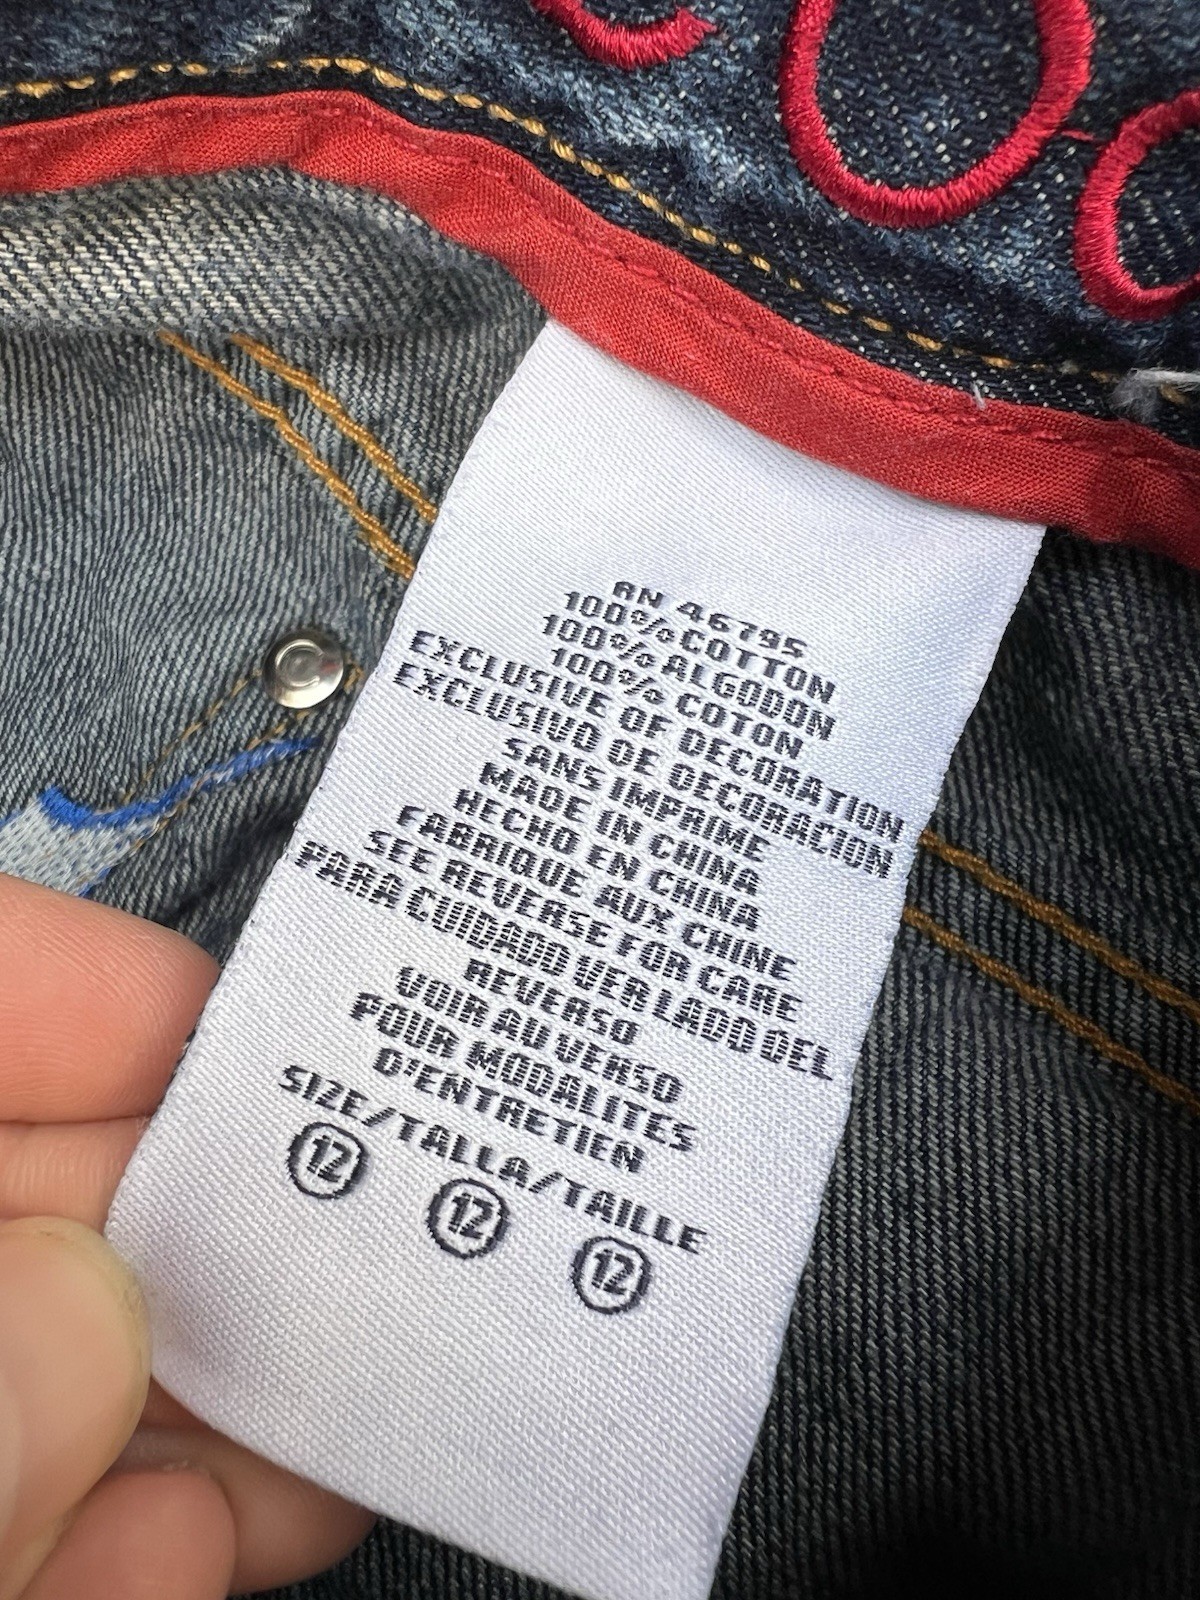 RN 46795
100% COTTON
100% ALGODON
100% COTON
EXCLUSIVE OF DECORATION
EXCLUSIVO DE DECORACION
SANS IMPRIME
MADE IN CHINA
HECHO EN CHINA
FABRIQUE AUX CHINE
SEE REVERSE FOR CARE
PARA CUIDADO VER LADO DEL
REVERSO
VOIR AU VERSO
POUR MODALITES
D'ENTRETIEN
SIZE/TALLA/TAILLE
12 12 12